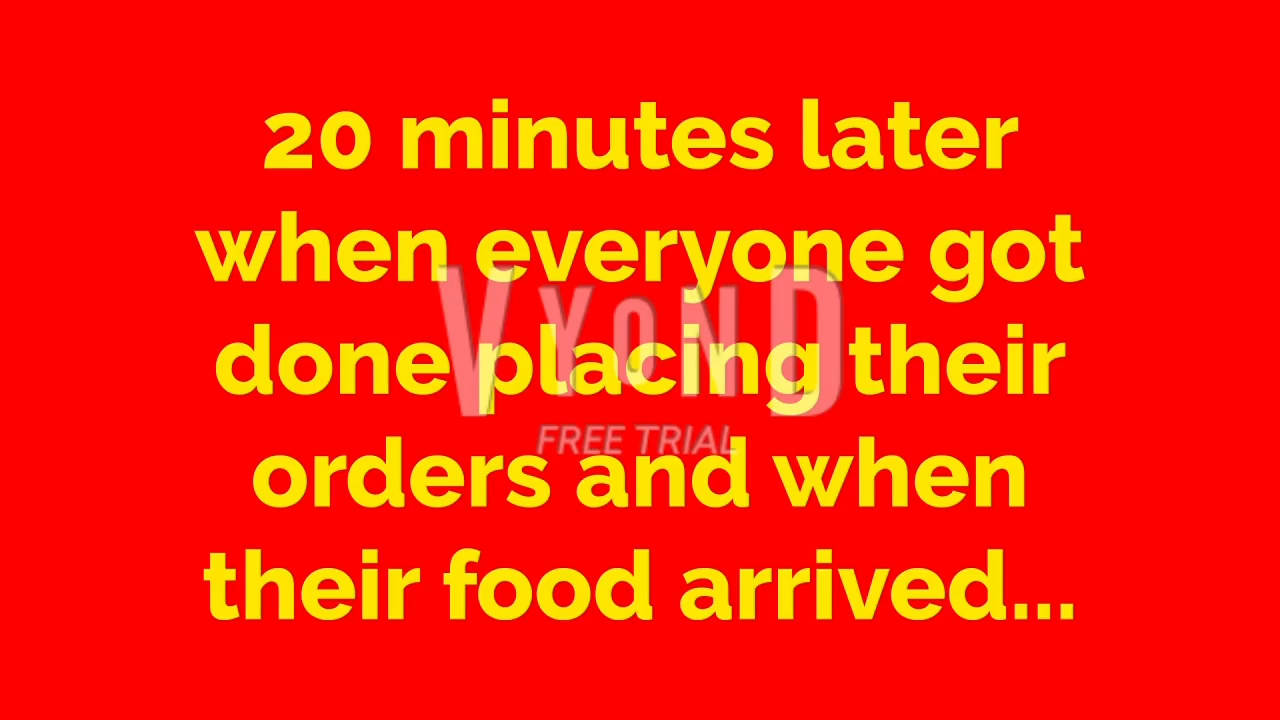 20 minutes later
when everyone got
done placing their
orders and when
their food arrived...
VYOND
FREE TRIAL